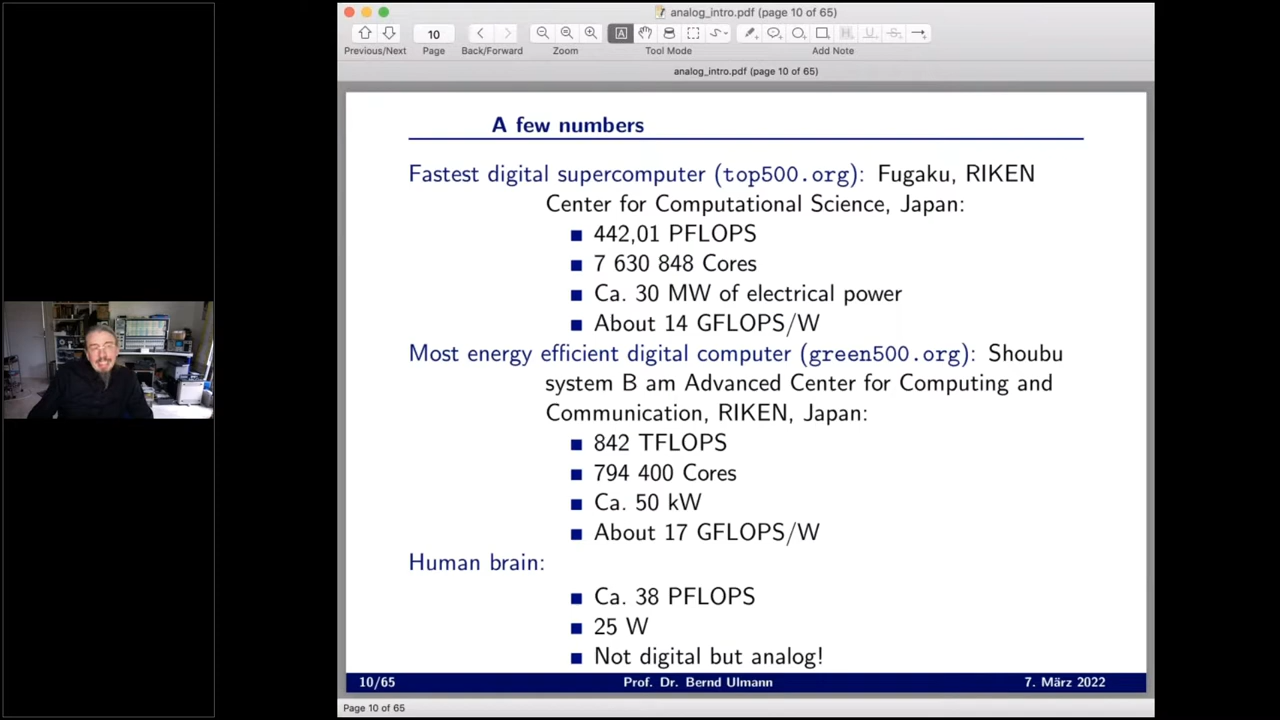 analog_intro.pdf (page 10 of 65)
10
A
Previous/Next
Page
Back/Forward
Zoom
Tool Mode
Add Note
analog_intro.pdf (page 10 of 65)
A few numbers
Fastest digital supercomputer (top500.org): Fugaku, RIKEN
Center for Computational Science, Japan:
442,01 PFLOPS
7 630 848 Cores
Ca. 30 MW of electrical power
About 14 GFLOPS/W
Most energy efficient digital computer (green500.org): Shoubu
system B am Advanced Center for Computing and
Communication, RIKEN, Japan:
842 TFLOPS
794 400 Cores
Ca. 50 kW
About 17 GFLOPS/W
Human brain:
Ca. 38 PFLOPS
25 W
Not digital but analog!
10/65 Prof. Dr. Bernd Ulmann 7. März 2022
Page 10 of 65